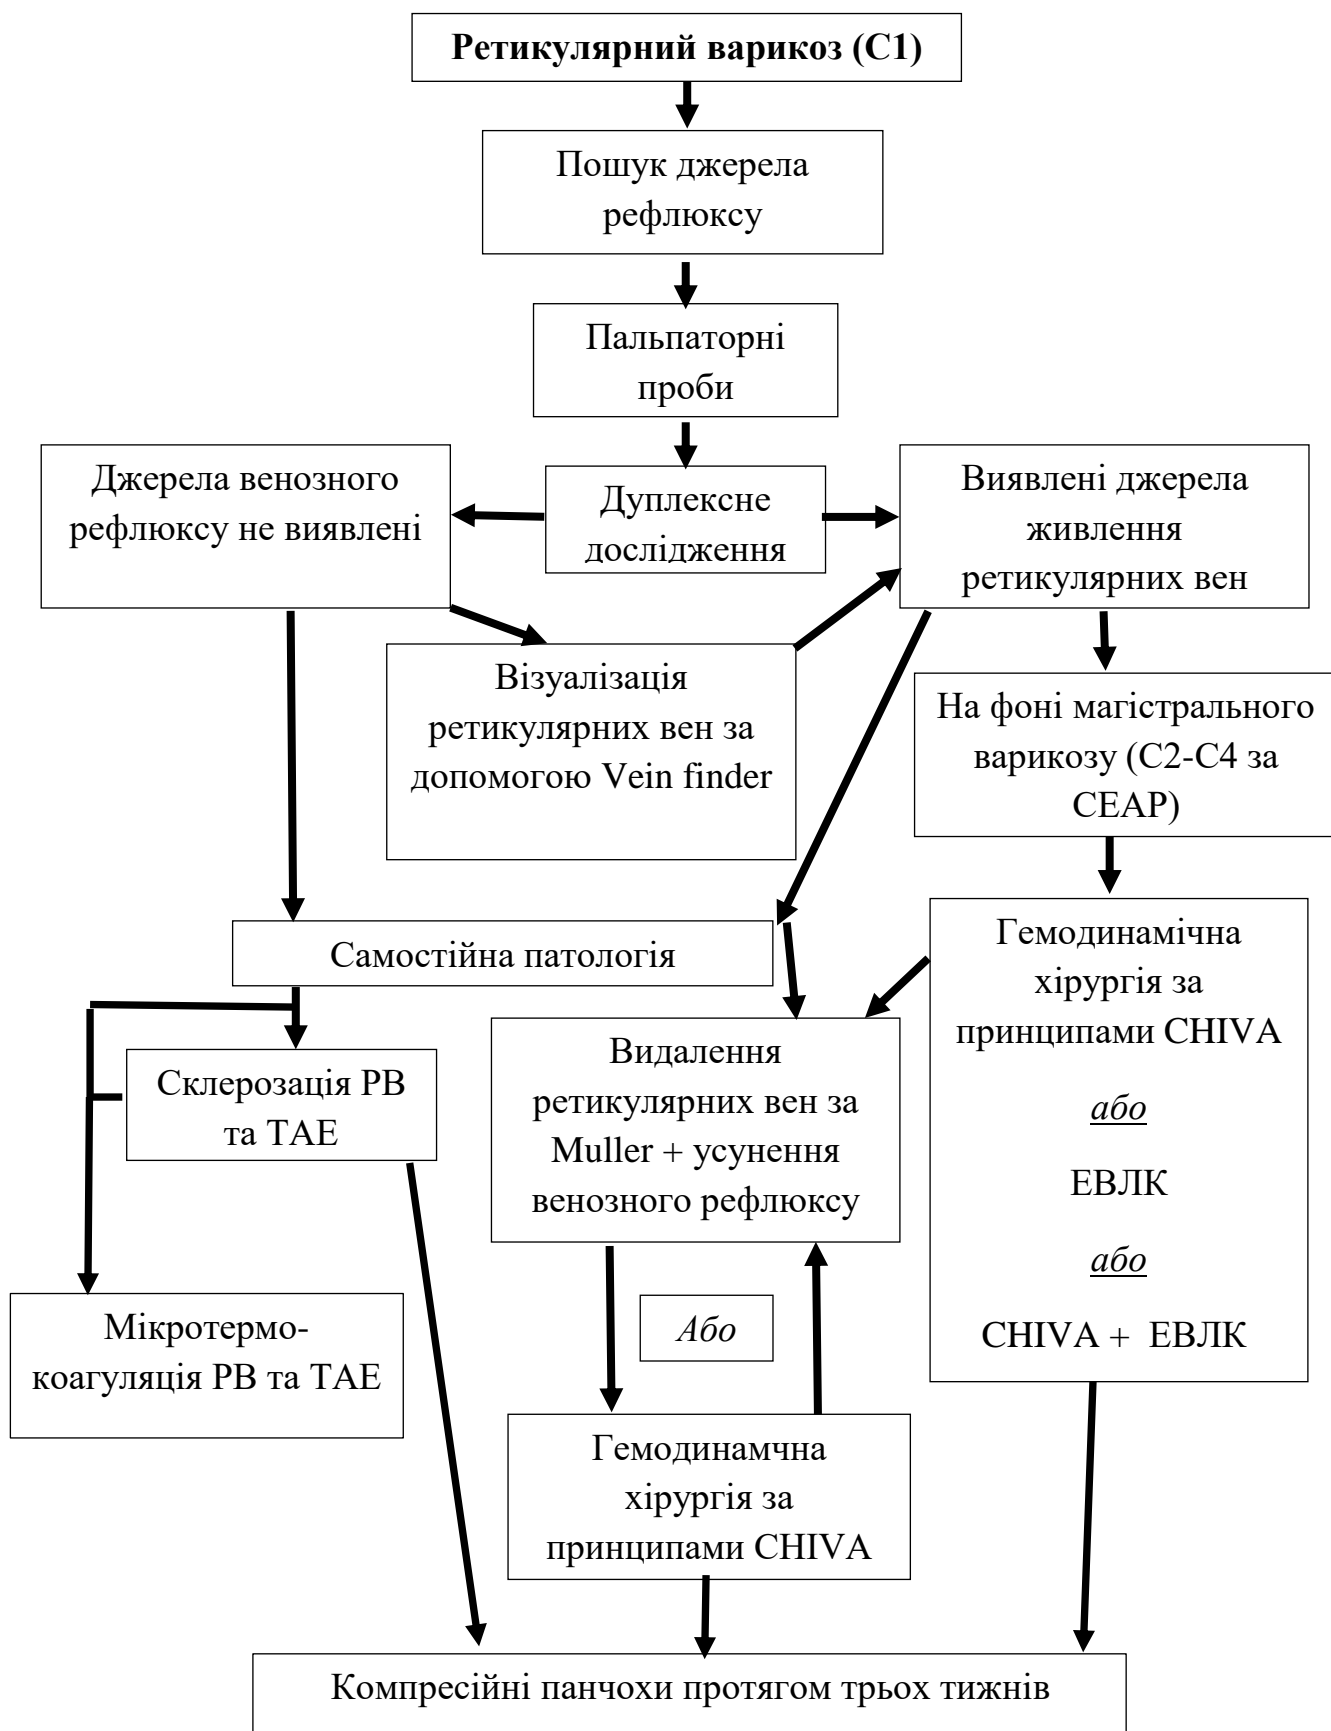 Ретикулярний варикоз (С1)
Пошук джерела
рефлюксу
Пальпаторні
проби
Джерела венозного
рефлюксу не виявлені
Дуплексне
дослідження
Виявлені джерела
живлення
ретикулярних вен
Візуалізація
ретикулярних вен за
допомогою Vein finder
На фоні магістрального
варикозу (С2-С4 за
СЕАР)
Самостійна патологія
Гемодинамічна
хірургія за
принципами CHIVA
або
ЕВЛК
або
CHIVA + ЕВЛК
Склерозація РВ
та ТАЕ
Видалення
ретикулярних вен за
Muller + усунення
венозного рефлюксу
Мікротермо-
коагуляція РВ та ТАЕ
Або
Гемодинамчна
хірургія за
принципами CHIVA
Компресійні панчохи протягом трьох тижнів